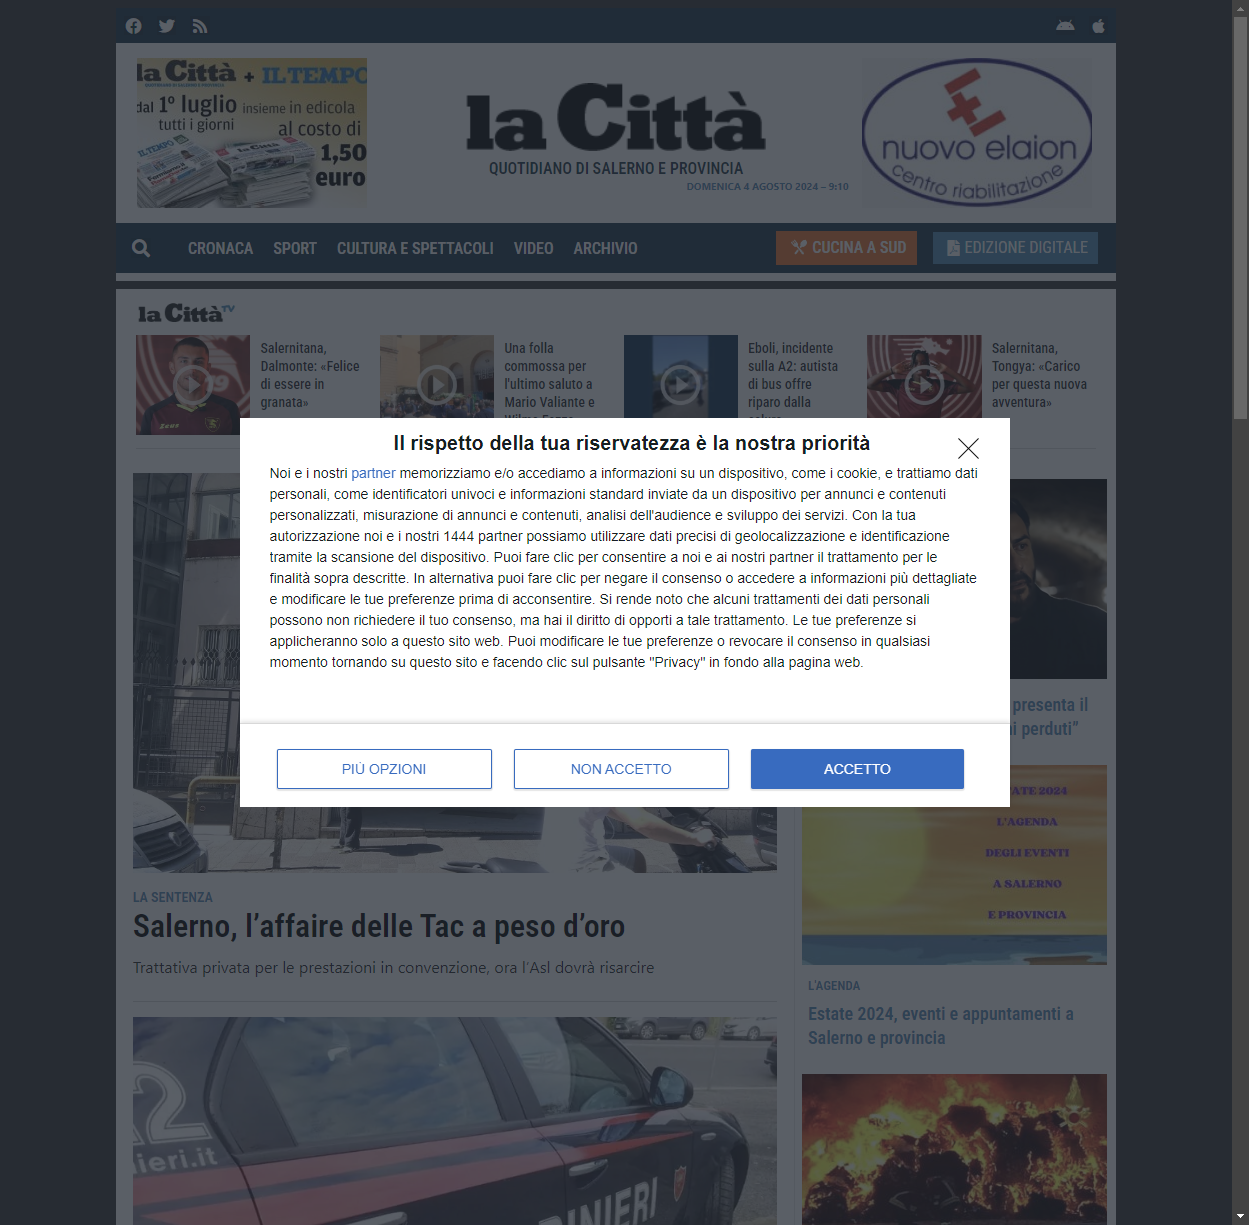 la Città + IL TEMPO
QUOTIDIANO DI SALERNO E PROVINCIA
dal 1° luglio insieme in edicola
tutti i giorni
al costo di
1,50
euro
la Città
QUOTIDIANO DI SALERNO E PROVINCIA
DOMENICA 4 AGOSTO 2024 – 9:10
nuovo elaion
centro riabilitazione
CRONACA SPORT CULTURA E SPETTACOLI VIDEO ARCHIVIO CUCINA A SUD EDIZIONE DIGITALE
la Città TV
Salernitana,
Dalmonte: «Felice
di essere in
granata»
Una folla
commossa per
l'ultimo saluto a
Mario Valiante e
Eboli, incidente
sulla A2: autista
di bus offre
riparo dalla
Salernitana,
Tongya: «Carico
per questa nuova
avventura»
Il rispetto della tua riservatezza è la nostra priorità
Noi e i nostri partner memorizziamo e/o accediamo a informazioni su un dispositivo, come i cookie, e trattiamo dati
personali, come identificatori univoci e informazioni standard inviate da un dispositivo per annunci e contenuti
personalizzati, misurazione di annunci e contenuti, analisi dell'audience e sviluppo dei servizi. Con la tua
autorizzazione noi e i nostri 1444 partner possiamo utilizzare dati precisi di geolocalizzazione e identificazione
tramite la scansione del dispositivo. Puoi fare clic per consentire a noi e ai nostri partner il trattamento per le
finalità sopra descritte. In alternativa puoi fare clic per negare il consenso o accedere a informazioni più dettagliate
e modificare le tue preferenze prima di acconsentire. Si rende noto che alcuni trattamenti dei dati personali
possono non richiedere il tuo consenso, ma hai il diritto di opporti a tale trattamento. Le tue preferenze si
applicheranno solo a questo sito web. Puoi modificare le tue preferenze o revocare il consenso in qualsiasi
momento tornando su questo sito e facendo clic sul pulsante "Privacy" in fondo alla pagina web.
PIÙ OPZIONI NON ACCETTO ACCETTO
presenta il
perduti”
LA SENTENZA
Salerno, l’affaire delle Tac a peso d’oro
Trattativa privata per le prestazioni in convenzione, ora l’Asl dovrà risarcire
2024
L'AGENDA
DEGLI EVENTI
A SALERNO
E PROVINCIA
L'AGENDA
Estate 2024, eventi e appuntamenti a
Salerno e provincia
nieri.it
INIERI